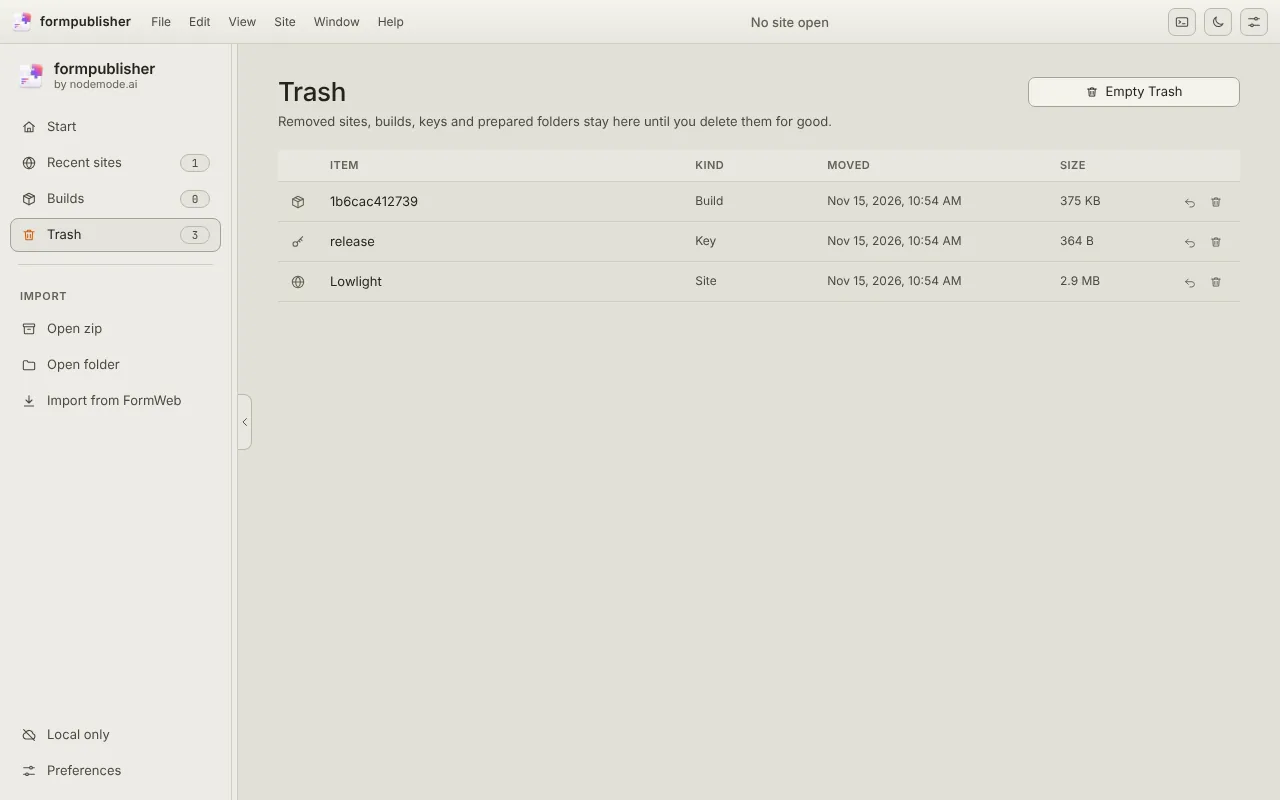 formpublisher File Edit View Site Window Help
No site open
formpublisher
by nodemode.ai
Start
Recent sites 1
Builds 0
Trash 3
IMPORT
Open zip
Open folder
Import from FormWeb
Local only
Preferences
Trash
Empty Trash
Removed sites, builds, keys and prepared folders stay here until you delete them for good.
ITEM KIND MOVED SIZE
1b6cac412739 Build Nov 15, 2026, 10:54 AM 375 KB
release Key Nov 15, 2026, 10:54 AM 364 B
Lowlight Site Nov 15, 2026, 10:54 AM 2.9 MB